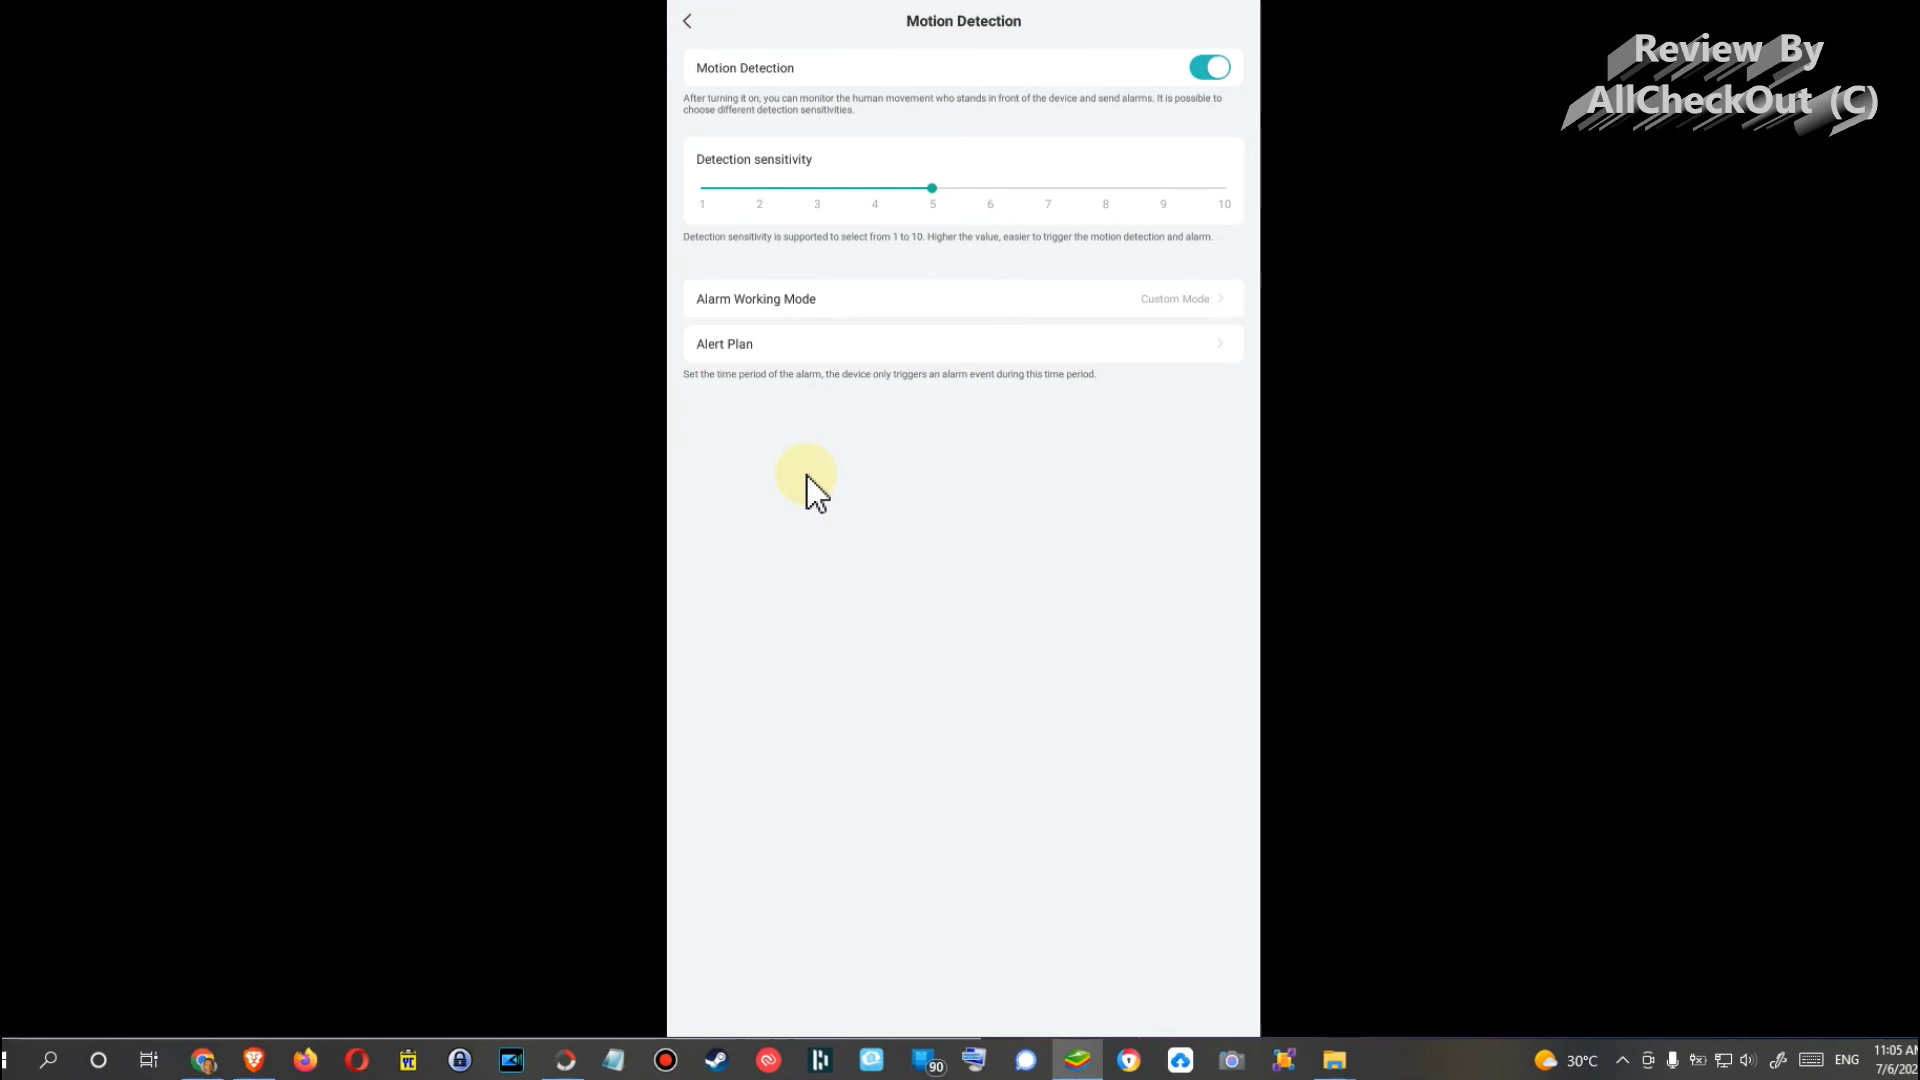 Motion Detection
Review By
AllCheckOut (C)
Motion Detection
After turning it on, you can monitor the human movement who stands in front of the device and send alarms. It is possible to
choose different detection sensitivities.
Detection sensitivity
1 2 3 4 5 6 7 8 9 10
Detection sensitivity is supported to select from 1 to 10. Higher the value, easier to trigger the motion detection and alarm.
Alarm Working Mode Custom Mode
Alert Plan
Set the time period of the alarm, the device only triggers an alarm event during this time period.
90
30°C
ENG
11:05 AM
7/6/202